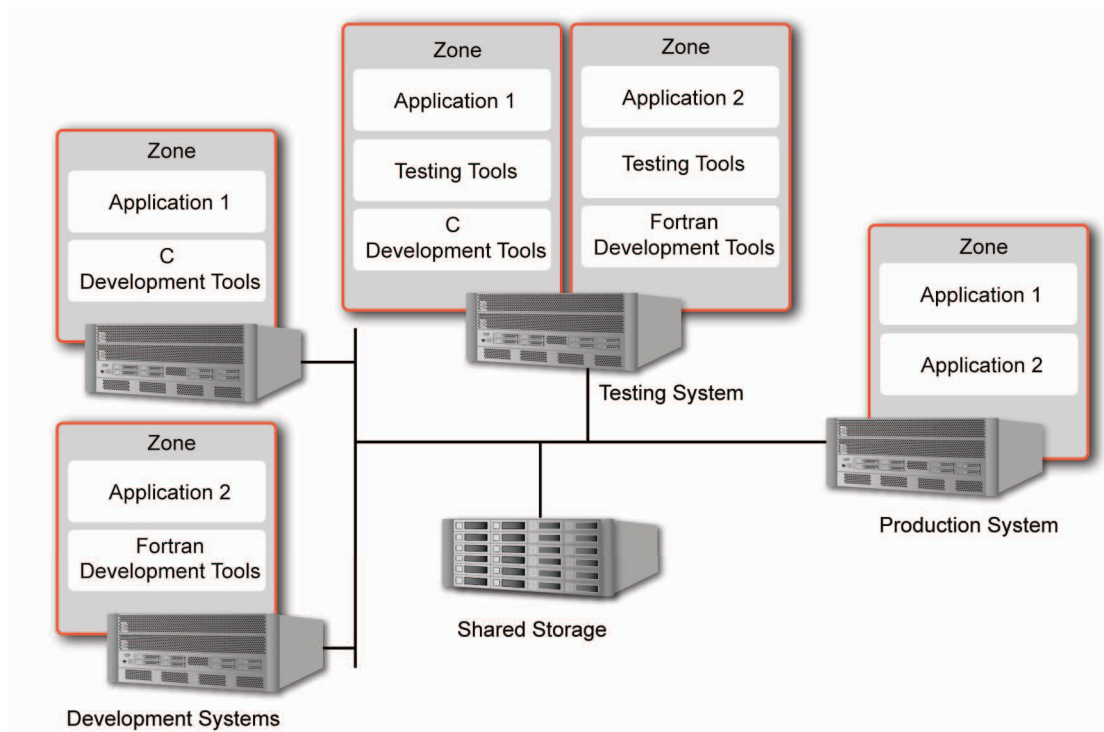 Zone
Application 1
Testing Tools
C
Development Tools
Zone
Application 2
Testing Tools
Fortran
Development Tools
Testing System
Zone
Application 1
C
Development Tools
Zone
Application 2
Fortran
Development Tools
Development Systems
Zone
Application 1
Application 2
Production System
Shared Storage